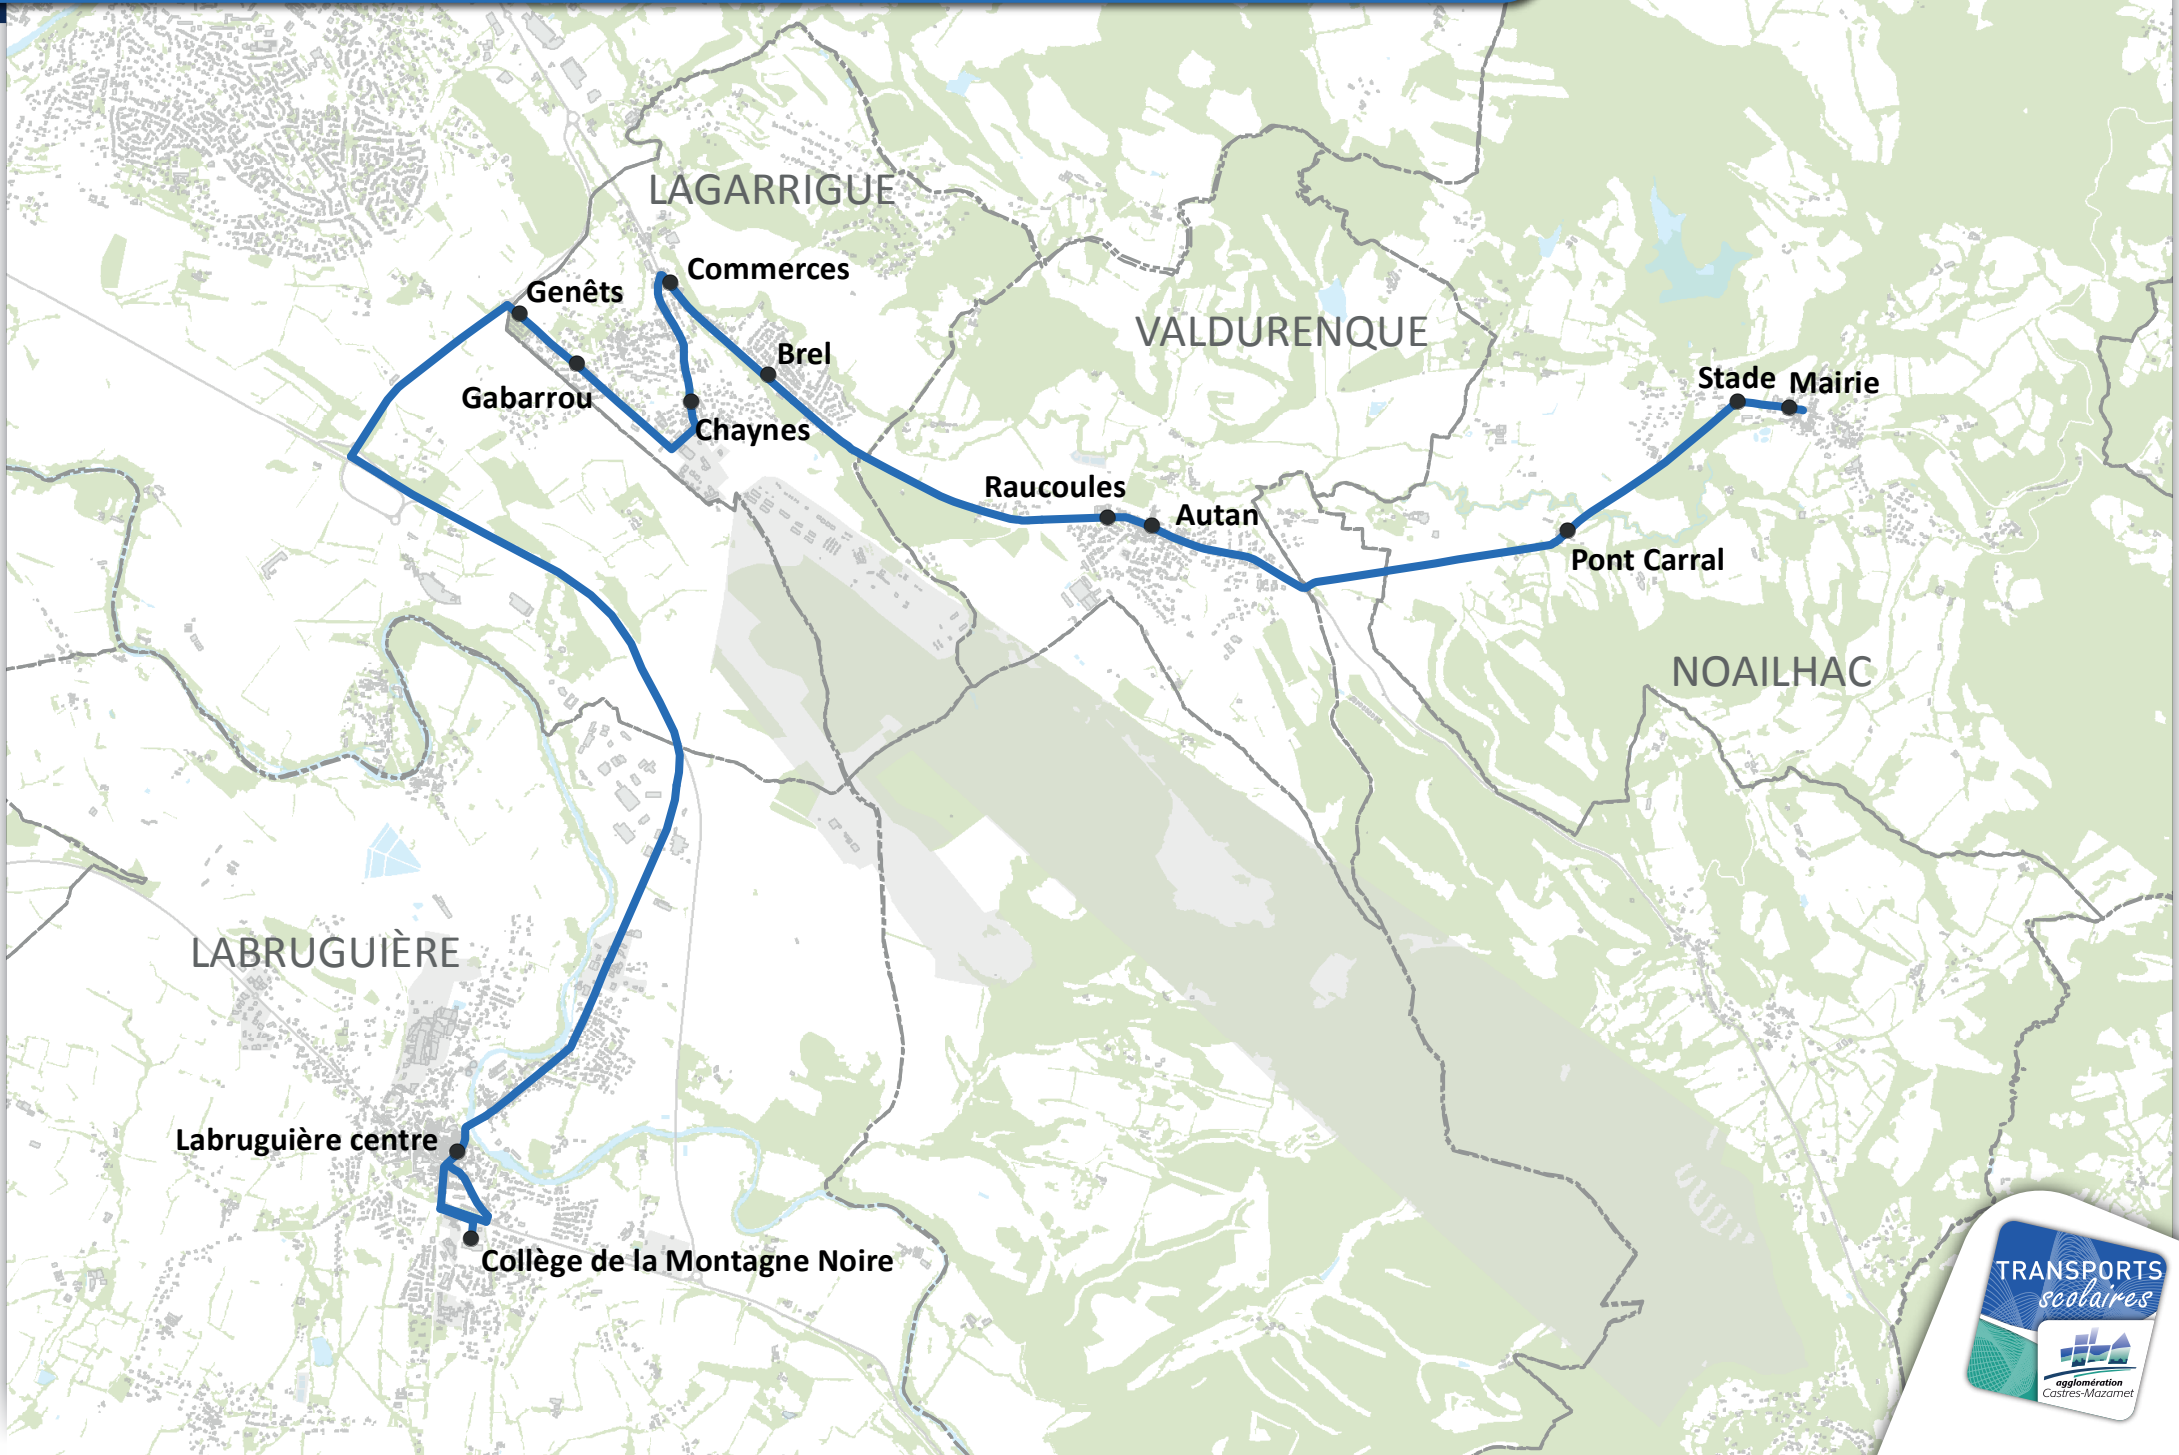 LAGARRIGUE
Commerces
Genêts
VALDURENQUE
Brel
Stade
Mairie
Gabarrou
Chaynes
Raucoules
Autan
Pont Carral
NOAILHAC
LABRUGUIÈRE
Labruguière centre
Collège de la Montagne Noire
TRANSPORTS
scolaires
agglomération
Castres-Mazamet